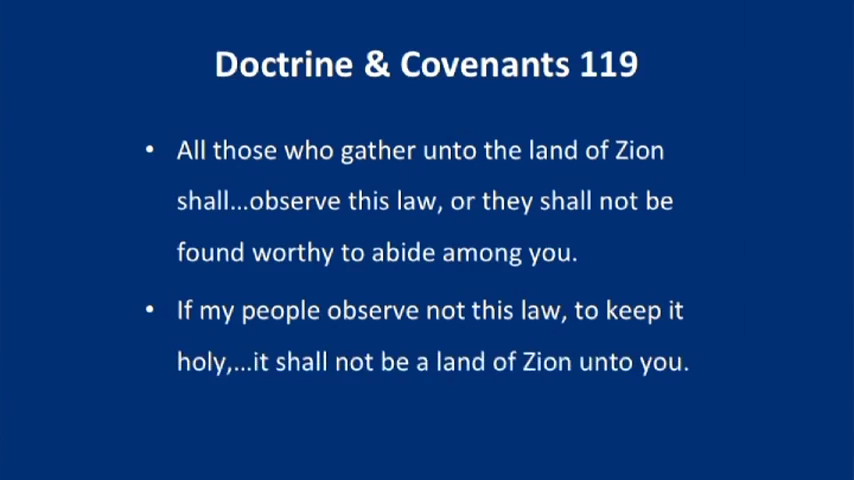 Doctrine & Covenants 119
• All those who gather unto the land of Zion
shall...observe this law, or they shall not be
found worthy to abide among you.
• If my people observe not this law, to keep it
holy,...it shall not be a land of Zion unto you.